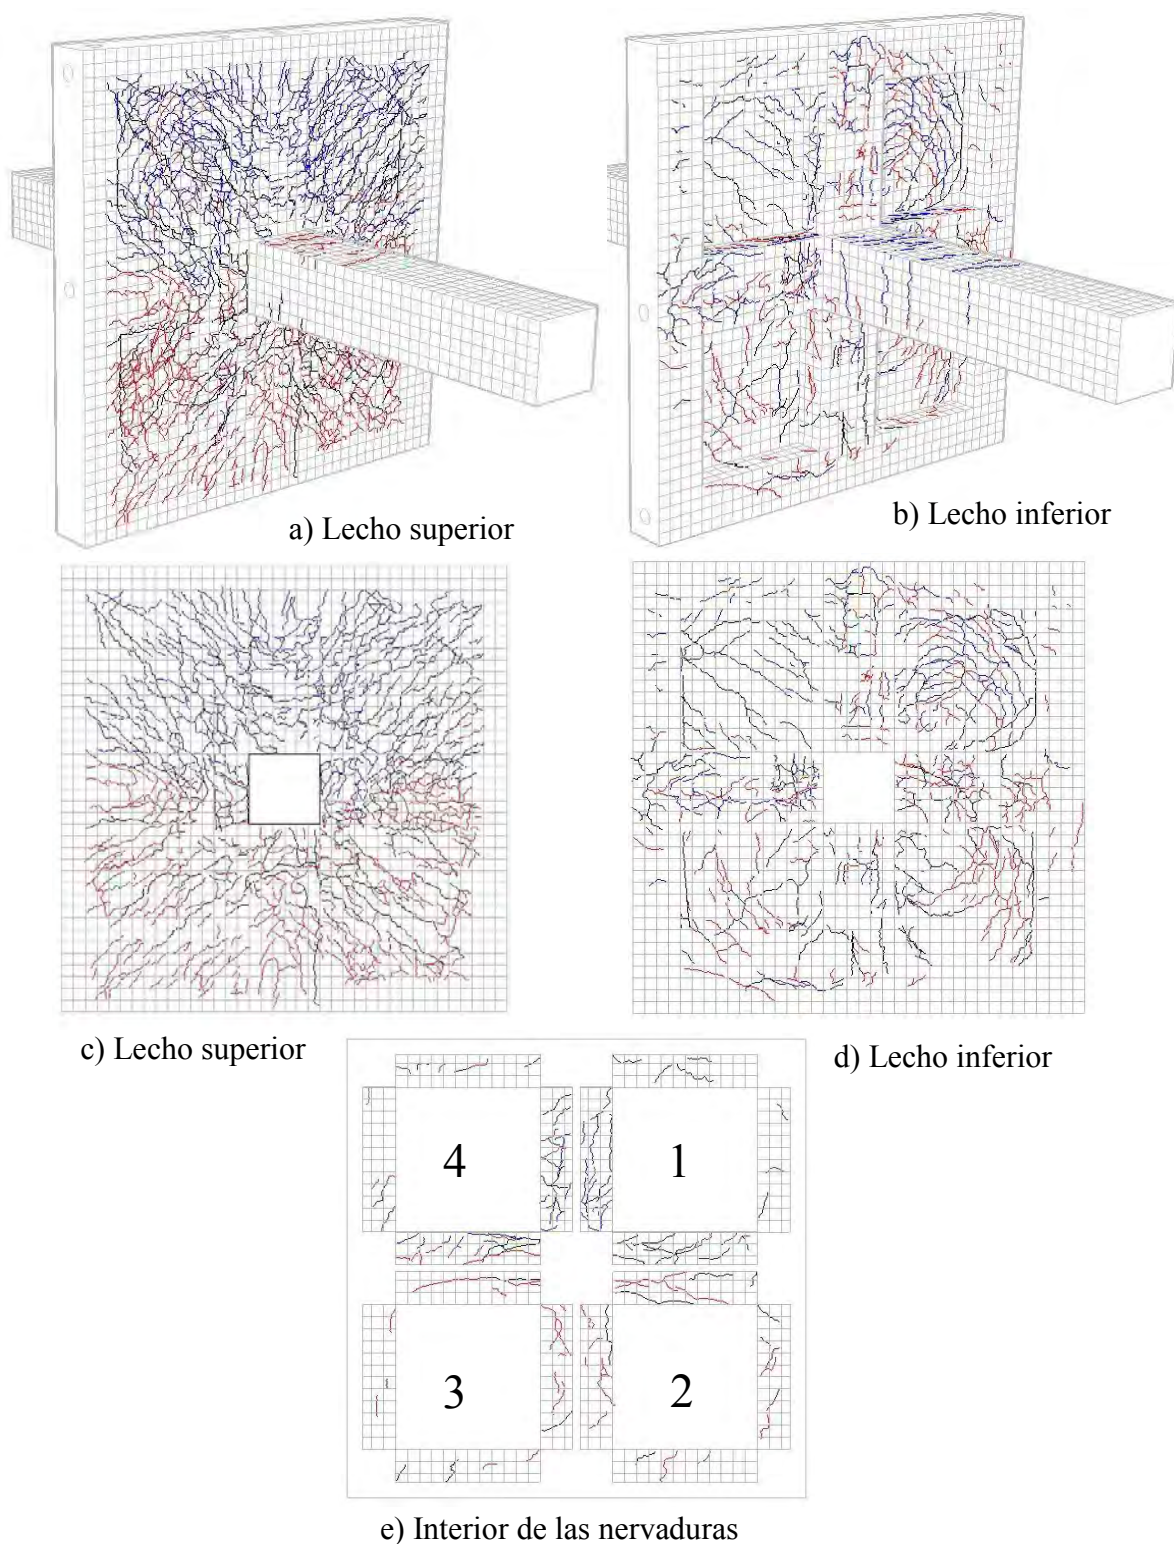 a) Lecho superior
b) Lecho inferior
c) Lecho superior
d) Lecho inferior
4
1
3
2
e) Interior de las nervaduras